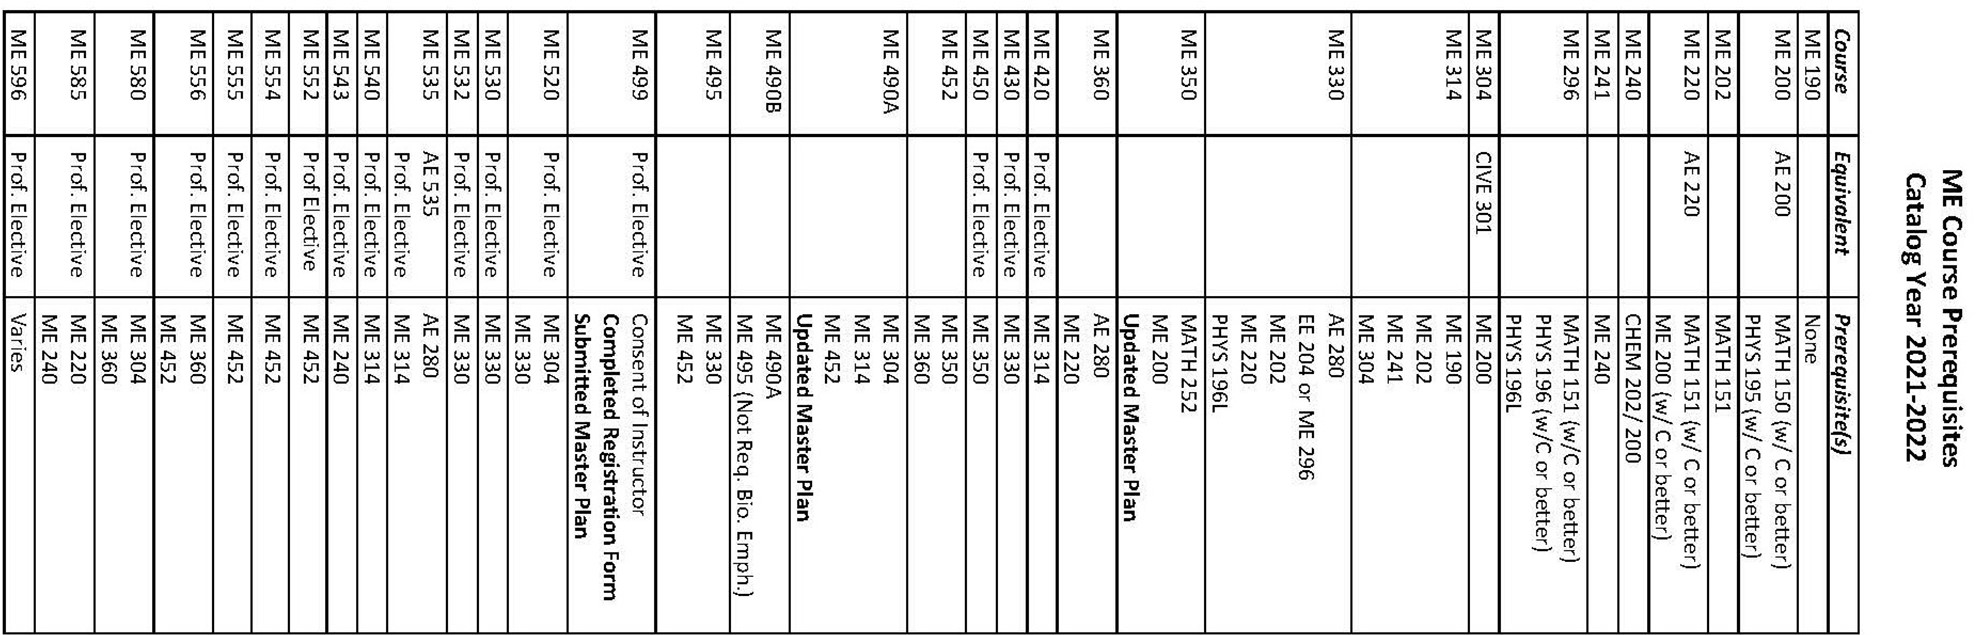 ME Course Prerequisites
Catalog Year 2021-2022
Course Equivalent Prerequisite(s)
ME 190 None
ME 200 AE 200 MATH 150 (w/ C or better)
PHYS 195 (w/ C or better)
ME 202 MATH 151
ME 220 AE 220 MATH 151 (w/ C or better)
ME 200 (w/ C or better)
ME 240 CHEM 202/ 200
ME 241 ME 240
ME 296 MATH 151 (w/C or better)
PHYS 196 (w/C or better)
PHYS 196L
ME 304 CIVE 301 ME 200
ME 314 ME 190
ME 202
ME 241
ME 304
ME 330 AE 280
EE 204 or ME 296
ME 202
ME 220
PHYS 196L
ME 350 MATH 252
ME 200
Updated Master Plan
ME 360 AE 280
ME 220
ME 420 Prof. Elective ME 314
ME 430 Prof. Elective ME 330
ME 450 Prof. Elective ME 350
ME 452 ME 350
ME 360
ME 490A ME 304
ME 314
ME 452
Updated Master Plan
ME 490B ME 490A
ME 495 (Not Req. Bio. Emph.)
ME 495 ME 330
ME 452
ME 499 Prof. Elective Consent of Instructor
Completed Registration Form
Submitted Master Plan
ME 520 Prof. Elective ME 304
ME 330
ME 530 Prof. Elective ME 330
ME 532 Prof. Elective ME 330
ME 535 AE 535 AE 280
Prof. Elective ME 314
ME 540 Prof. Elective ME 314
ME 543 Prof. Elective ME 240
ME 552 Prof Elective ME 452
ME 554 Prof. Elective ME 452
ME 555 Prof. Elective ME 452
ME 556 Prof. Elective ME 360
ME 452
ME 580 Prof. Elective ME 304
ME 360
ME 585 Prof. Elective ME 220
ME 240
ME 596 Prof. Elective Varies